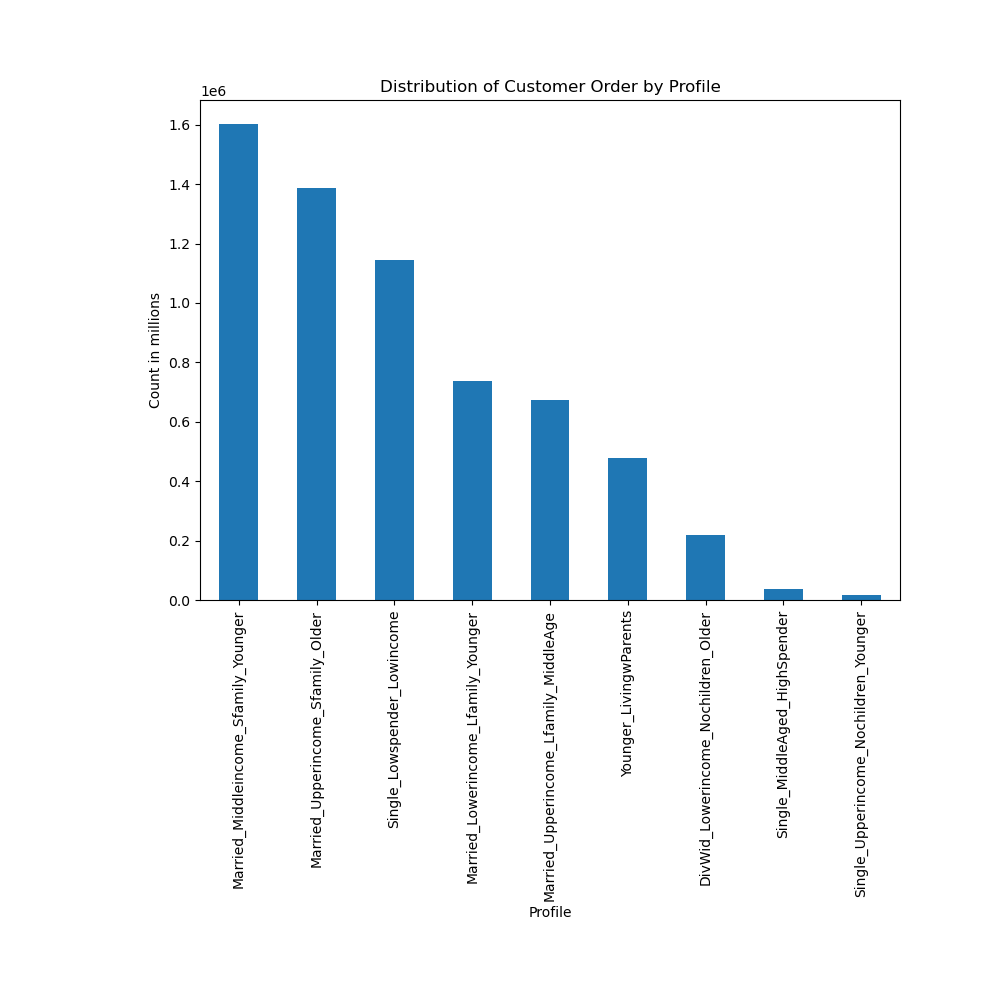 Distribution of Customer Order by Profile
1e6
1.6
1.4
1.2
1.0
0.8
0.6
0.4
0.2
0.0
Count in millions
Married_Middleincome_Sfamily_Younger
Married_Upperincome_Sfamily_Older
Single_Lowspender_Lowincome
Married_Lowerincome_Lfamily_Younger
Married_Upperincome_Lfamily_MiddleAge
Younger_LivingwParents
DivWid_Lowerincome_Nochildren_Older
Single_MiddleAged_HighSpender
Single_Upperincome_Nochildren_Younger
Profile